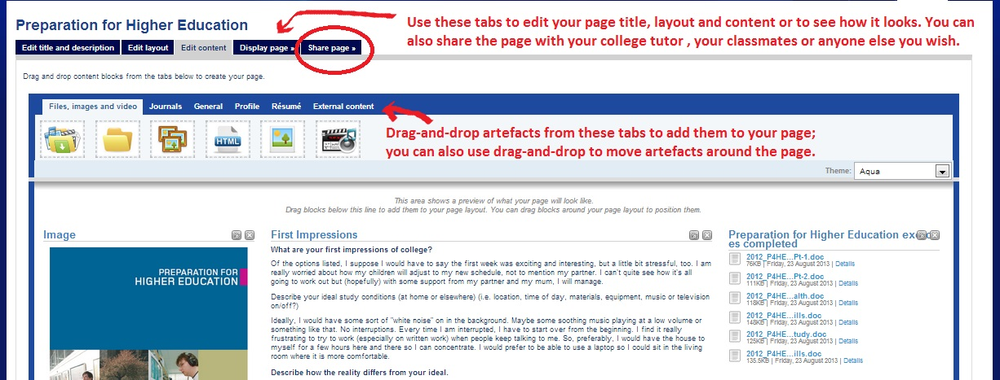 Preparation for Higher Education
Use these tabs to edit your page title, layout and content or to see how it looks. You can
also share the page with your college tutor , your classmates or anyone else you wish.
Edit title and description
Edit layout
Edit content
Display page »
Share page »
Drag and drop content blocks from the tabs below to create your page.
Files, images and video
Journals
General
Profile
Résumé
External content
HTML
Drag-and-drop artefacts from these tabs to add them to your page;
you can also use drag-and-drop to move artefacts around the page.
Theme: Aqua
This area shows a preview of what your page will look like.
Drag blocks below this line to add them to your page layout. You can drag blocks around your page layout to position them.
Image
PREPARATION FOR
HIGHER EDUCATION
First Impressions
What are your first impressions of college?
Of the options listed, I suppose I would have to say the first week was exciting and interesting, but a little bit stressful, too. I am
really worried about how my children will adjust to my new schedule, not to mention my partner. I can't quite see how it's all
going to work out but (hopefully) with some support from my partner and my mum, I will manage.
Describe your ideal study conditions (at home or elsewhere) (i.e. location, time of day, materials, equipment, music or television
on/off?)
Ideally, I would have some sort of "white noise" on in the background. Maybe some soothing music playing at a low volume or
something like that. No interruptions. Every time I am interrupted, I have to start over from the beginning. I find it really
frustrating to try to work (especially on written work) when people keep talking to me. So, preferably, I would have the house to
myself for a few hours here and there so I can concentrate. I would prefer to be able to use a laptop so I could sit in the living
room where it is more comfortable.
Describe how the reality differs from your ideal.
Preparation for Higher Education
es completed
2012_P4HE...Pt-1.doc
76KB | Friday, 23 August 2013 | Details
2012_P4HE...Pt-2.doc
111KB | Friday, 23 August 2013 | Details
2012_P4HE...alth.doc
118KB | Friday, 23 August 2013 | Details
2012_P4HE...ills.doc
148KB | Friday, 23 August 2013 | Details
2012_P4HE...tudy.doc
125KB | Friday, 23 August 2013 | Details
2012_P4HE...ills.doc
135.5KB | Friday, 23 August 2013 | Details